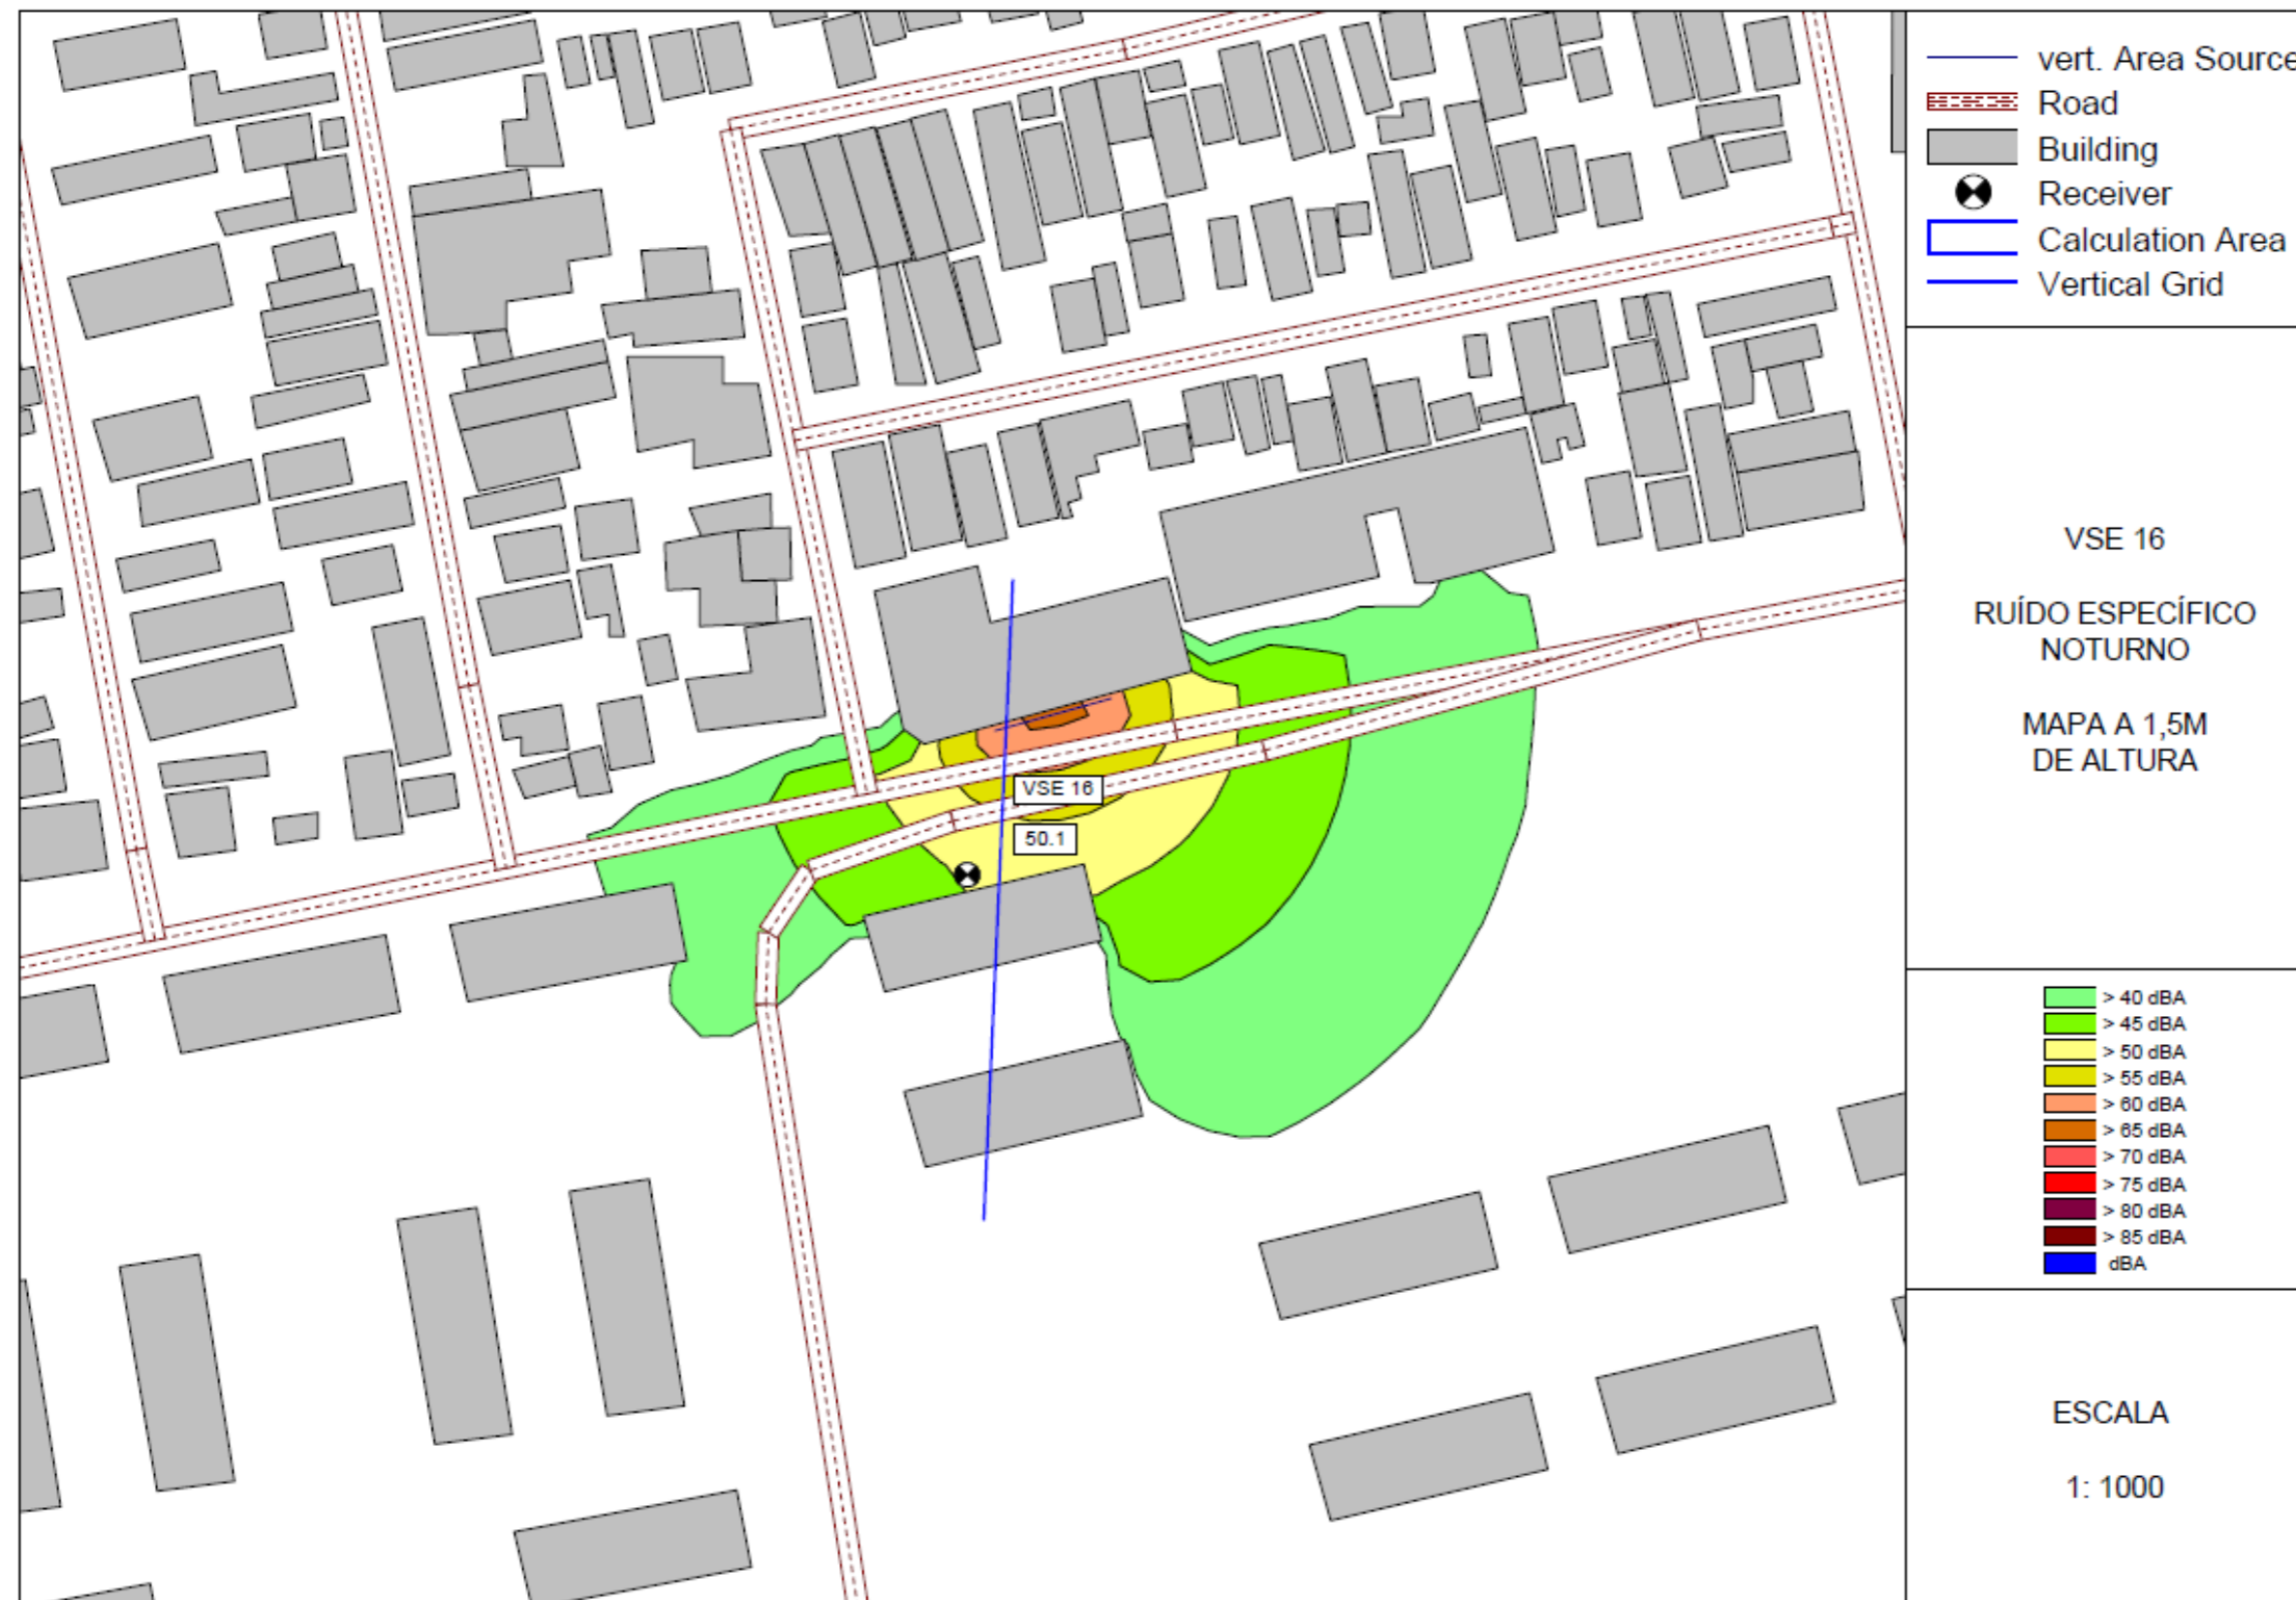 vert. Area Source
Road
Building
Receiver
Calculation Area
Vertical Grid
VSE 16
RUÍDO ESPECÍFICO
NOTURNO
MAPA A 1,5M
DE ALTURA
VSE 16
50.1
> 40 dBA
> 45 dBA
> 50 dBA
> 55 dBA
> 60 dBA
> 65 dBA
> 70 dBA
> 75 dBA
> 80 dBA
> 85 dBA
dBA
ESCALA
1: 1000